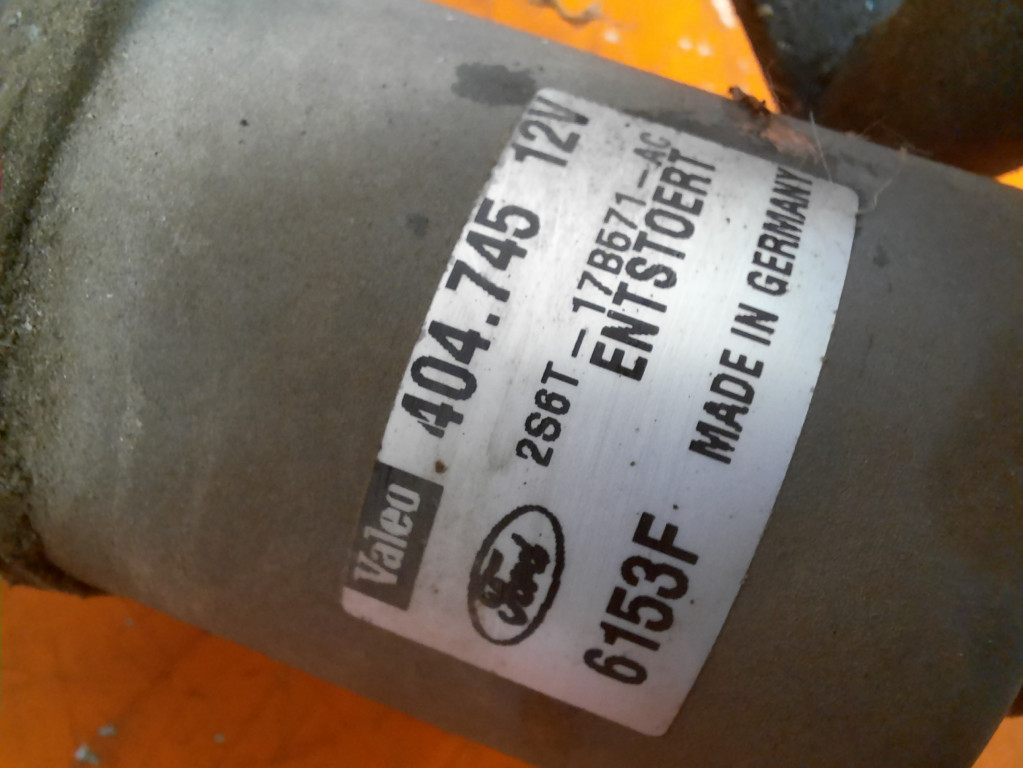 Valeo 404.745 12V
Ford 2S6T – 17B571–AC
ENTSTOERT
6153F MADE IN GERMANY